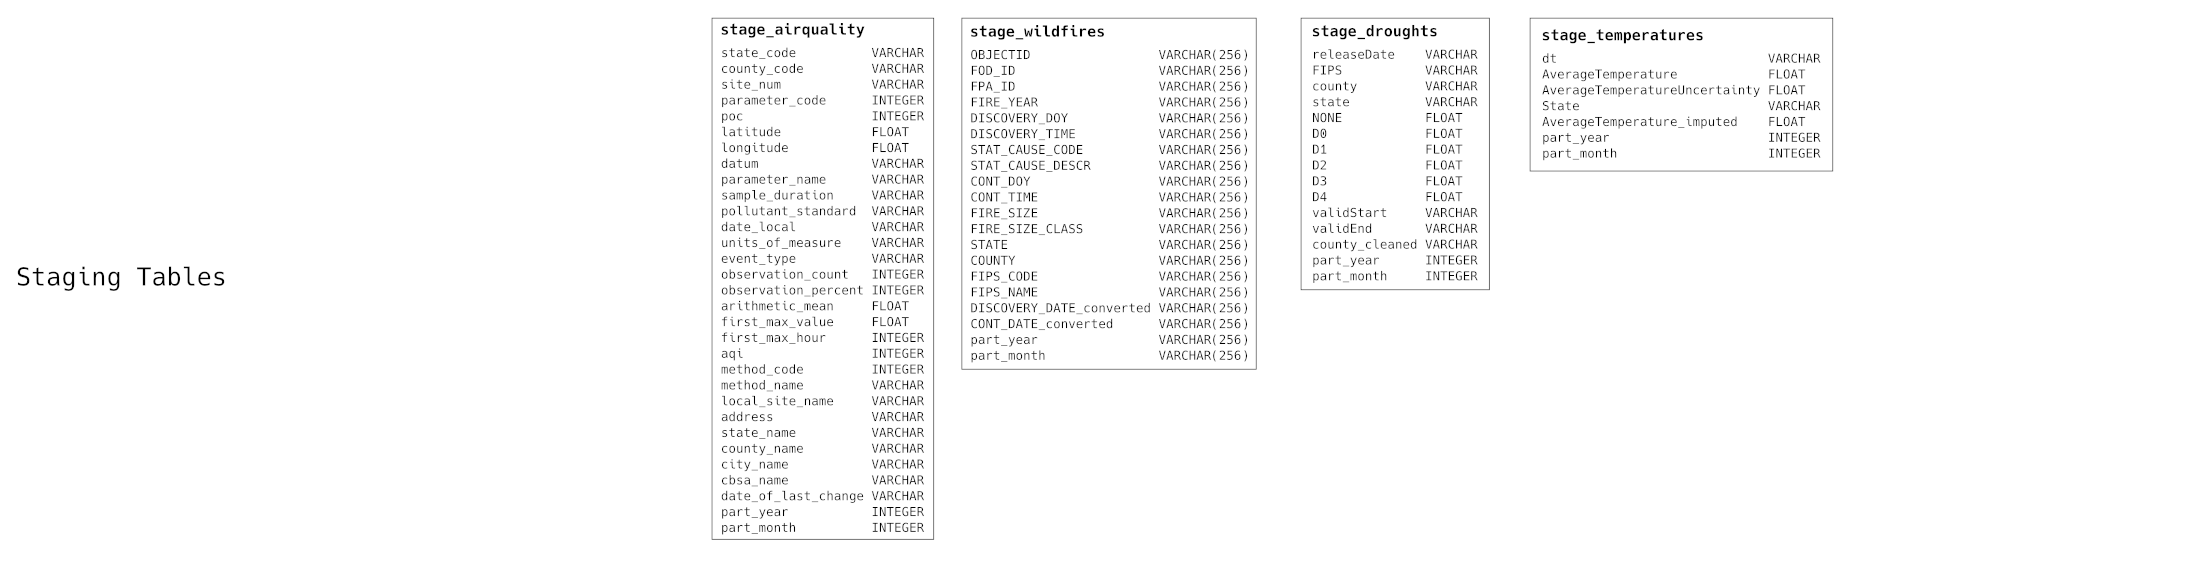 Staging Tables
stage_airquality
state_code VARCHAR
county_code VARCHAR
site_num VARCHAR
parameter_code INTEGER
poc INTEGER
latitude FLOAT
longitude FLOAT
datum VARCHAR
parameter_name VARCHAR
sample_duration VARCHAR
pollutant_standard VARCHAR
date_local VARCHAR
units_of_measure VARCHAR
event_type VARCHAR
observation_count INTEGER
observation_percent INTEGER
arithmetic_mean FLOAT
first_max_value FLOAT
first_max_hour INTEGER
aqi INTEGER
method_code INTEGER
method_name VARCHAR
local_site_name VARCHAR
address VARCHAR
state_name VARCHAR
county_name VARCHAR
city_name VARCHAR
cbsa_name VARCHAR
date_of_last_change VARCHAR
part_year INTEGER
part_month INTEGER
stage_wildfires
OBJECTID VARCHAR(256)
FOD_ID VARCHAR(256)
FPA_ID VARCHAR(256)
FIRE_YEAR VARCHAR(256)
DISCOVERY_DOY VARCHAR(256)
DISCOVERY_TIME VARCHAR(256)
STAT_CAUSE_CODE VARCHAR(256)
STAT_CAUSE_DESCR VARCHAR(256)
CONT_DOY VARCHAR(256)
CONT_TIME VARCHAR(256)
FIRE_SIZE VARCHAR(256)
FIRE_SIZE_CLASS VARCHAR(256)
STATE VARCHAR(256)
COUNTY VARCHAR(256)
FIPS_CODE VARCHAR(256)
FIPS_NAME VARCHAR(256)
DISCOVERY_DATE_converted VARCHAR(256)
CONT_DATE_converted VARCHAR(256)
part_year VARCHAR(256)
part_month VARCHAR(256)
stage_droughts
releaseDate VARCHAR
FIPS VARCHAR
county VARCHAR
state VARCHAR
NONE FLOAT
D0 FLOAT
D1 FLOAT
D2 FLOAT
D3 FLOAT
D4 FLOAT
validStart VARCHAR
validEnd VARCHAR
county_cleaned VARCHAR
part_year INTEGER
part_month INTEGER
stage_temperatures
dt VARCHAR
AverageTemperature FLOAT
AverageTemperatureUncertainty FLOAT
State VARCHAR
AverageTemperature_imputed FLOAT
part_year INTEGER
part_month INTEGER